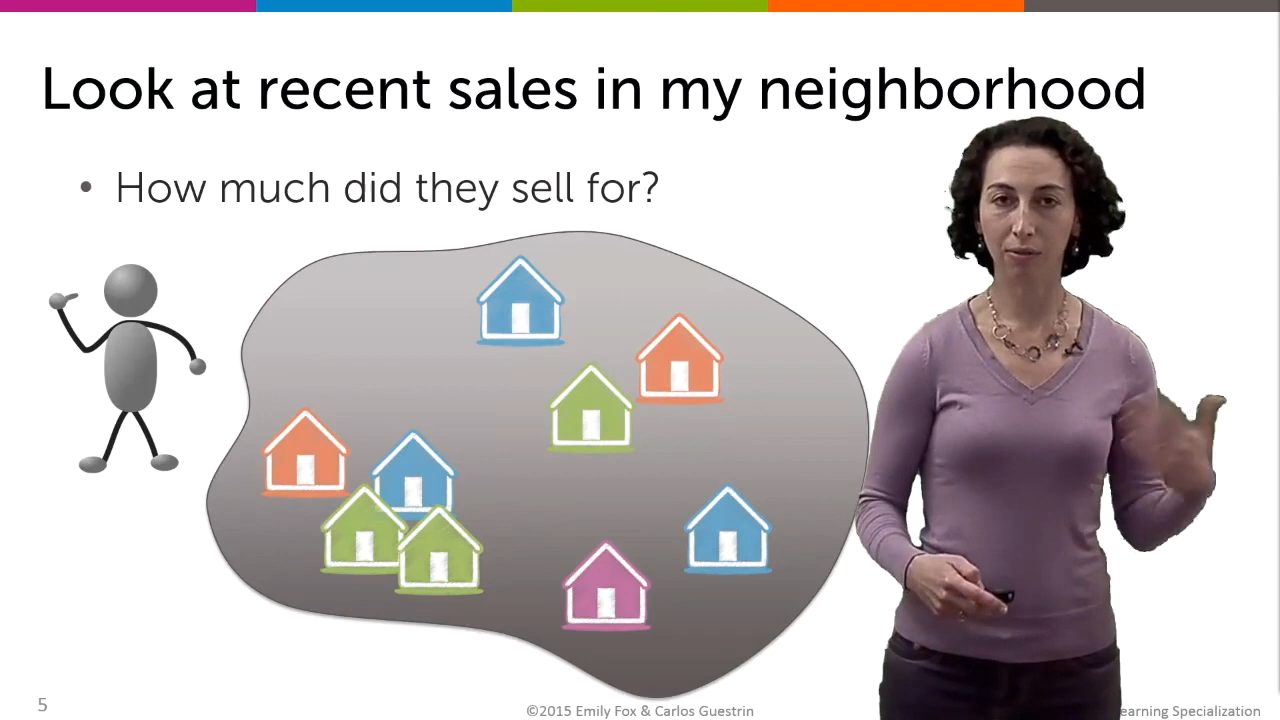 Look at recent sales in my neighborhood
• How much did they sell for?
5
©2015 Emily Fox & Carlos Guestrin
Specialization